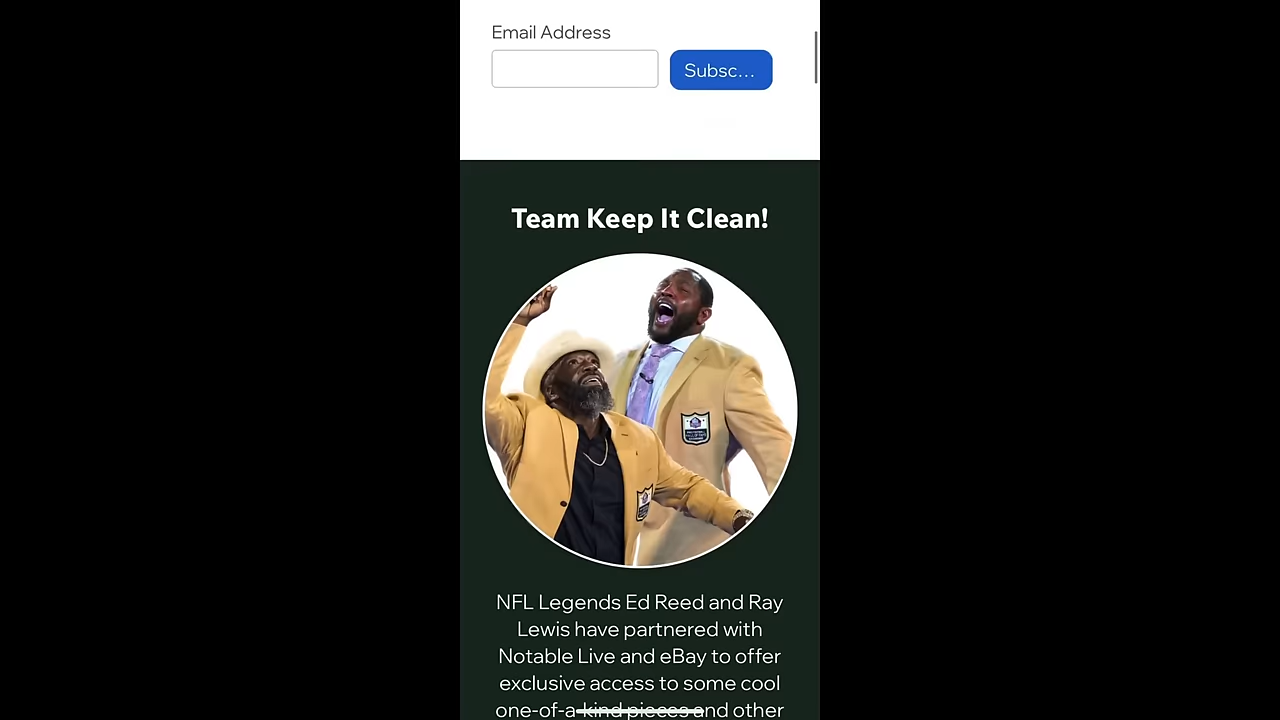 Email Address
Subsc...
Team Keep It Clean!
NFL Legends Ed Reed and Ray
Lewis have partnered with
Notable Live and eBay to offer
exclusive access to some cool
one-of-a-kind pieces and other